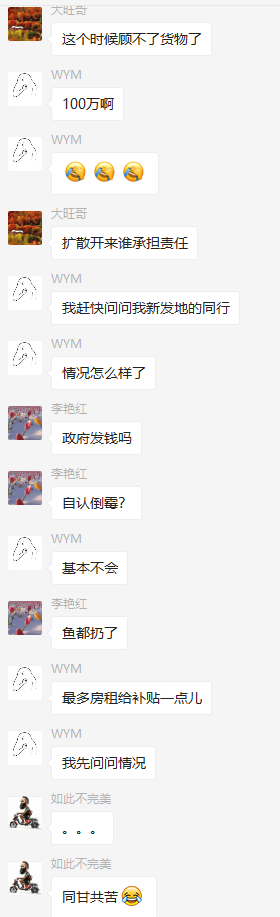 大旺哥
这个时候顾不了货物了
WYM
100万啊
WYM
大旺哥
扩散开来谁承担责任
WYM
我赶快问问我新发地的同行
WYM
情况怎么样了
李艳红
政府发钱吗
李艳红
自认倒霉？
WYM
基本不会
李艳红
鱼都扔了
WYM
最多房租给补贴一点儿
WYM
我先问问情况
如此不完美
。。。
如此不完美
同甘共苦